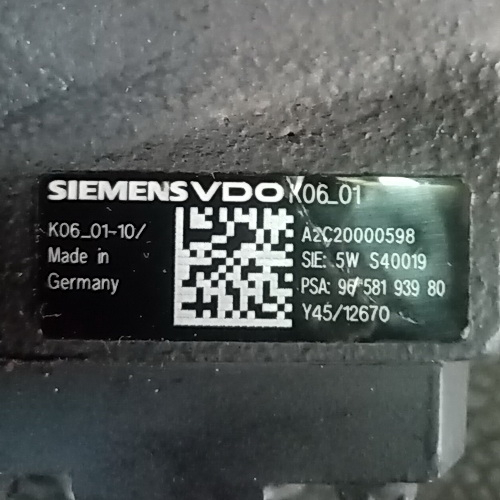 SIEMENS VDO K06_01
K06_01-10/
Made in
Germany
A2C20000598
SIE: 5W S40019
PSA: 96 581 939 80
Y45/12670